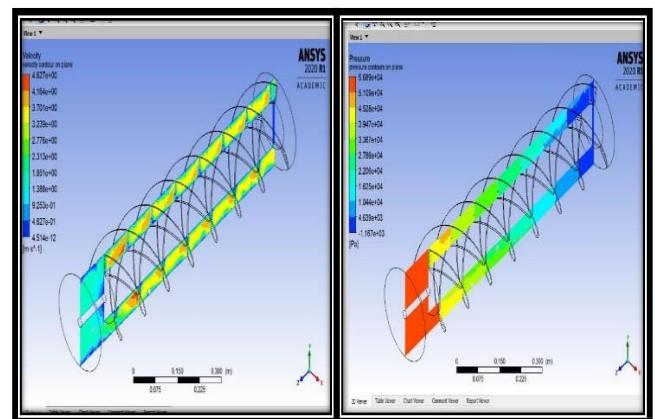 View 1
ANSYS
2020 R1
ACADEMIC
Velocity
velocity contour on plane
4.627e+00
4.164e+00
3.701e+00
3.239e+00
2.776e+00
2.313e+00
1.851e+00
1.388e+00
9.253e-01
4.627e-01
4.514e-12
[m s^-1]
0 0.150 0.300 (m)
0.075 0.225
Y
Z X
View 1
ANSYS
2020 R1
ACADEMIC
Pressure
pressure contour on plane
5.689e+04
5.109e+04
4.528e+04
3.947e+04
3.367e+04
2.786e+04
2.206e+04
1.625e+04
1.044e+04
4.639e+03
-1.167e+03
[Pa]
0 0.150 0.300 (m)
0.075 0.225
Y
Z X
3D Viewer Table Viewer Chart Viewer Comment Viewer Report Viewer